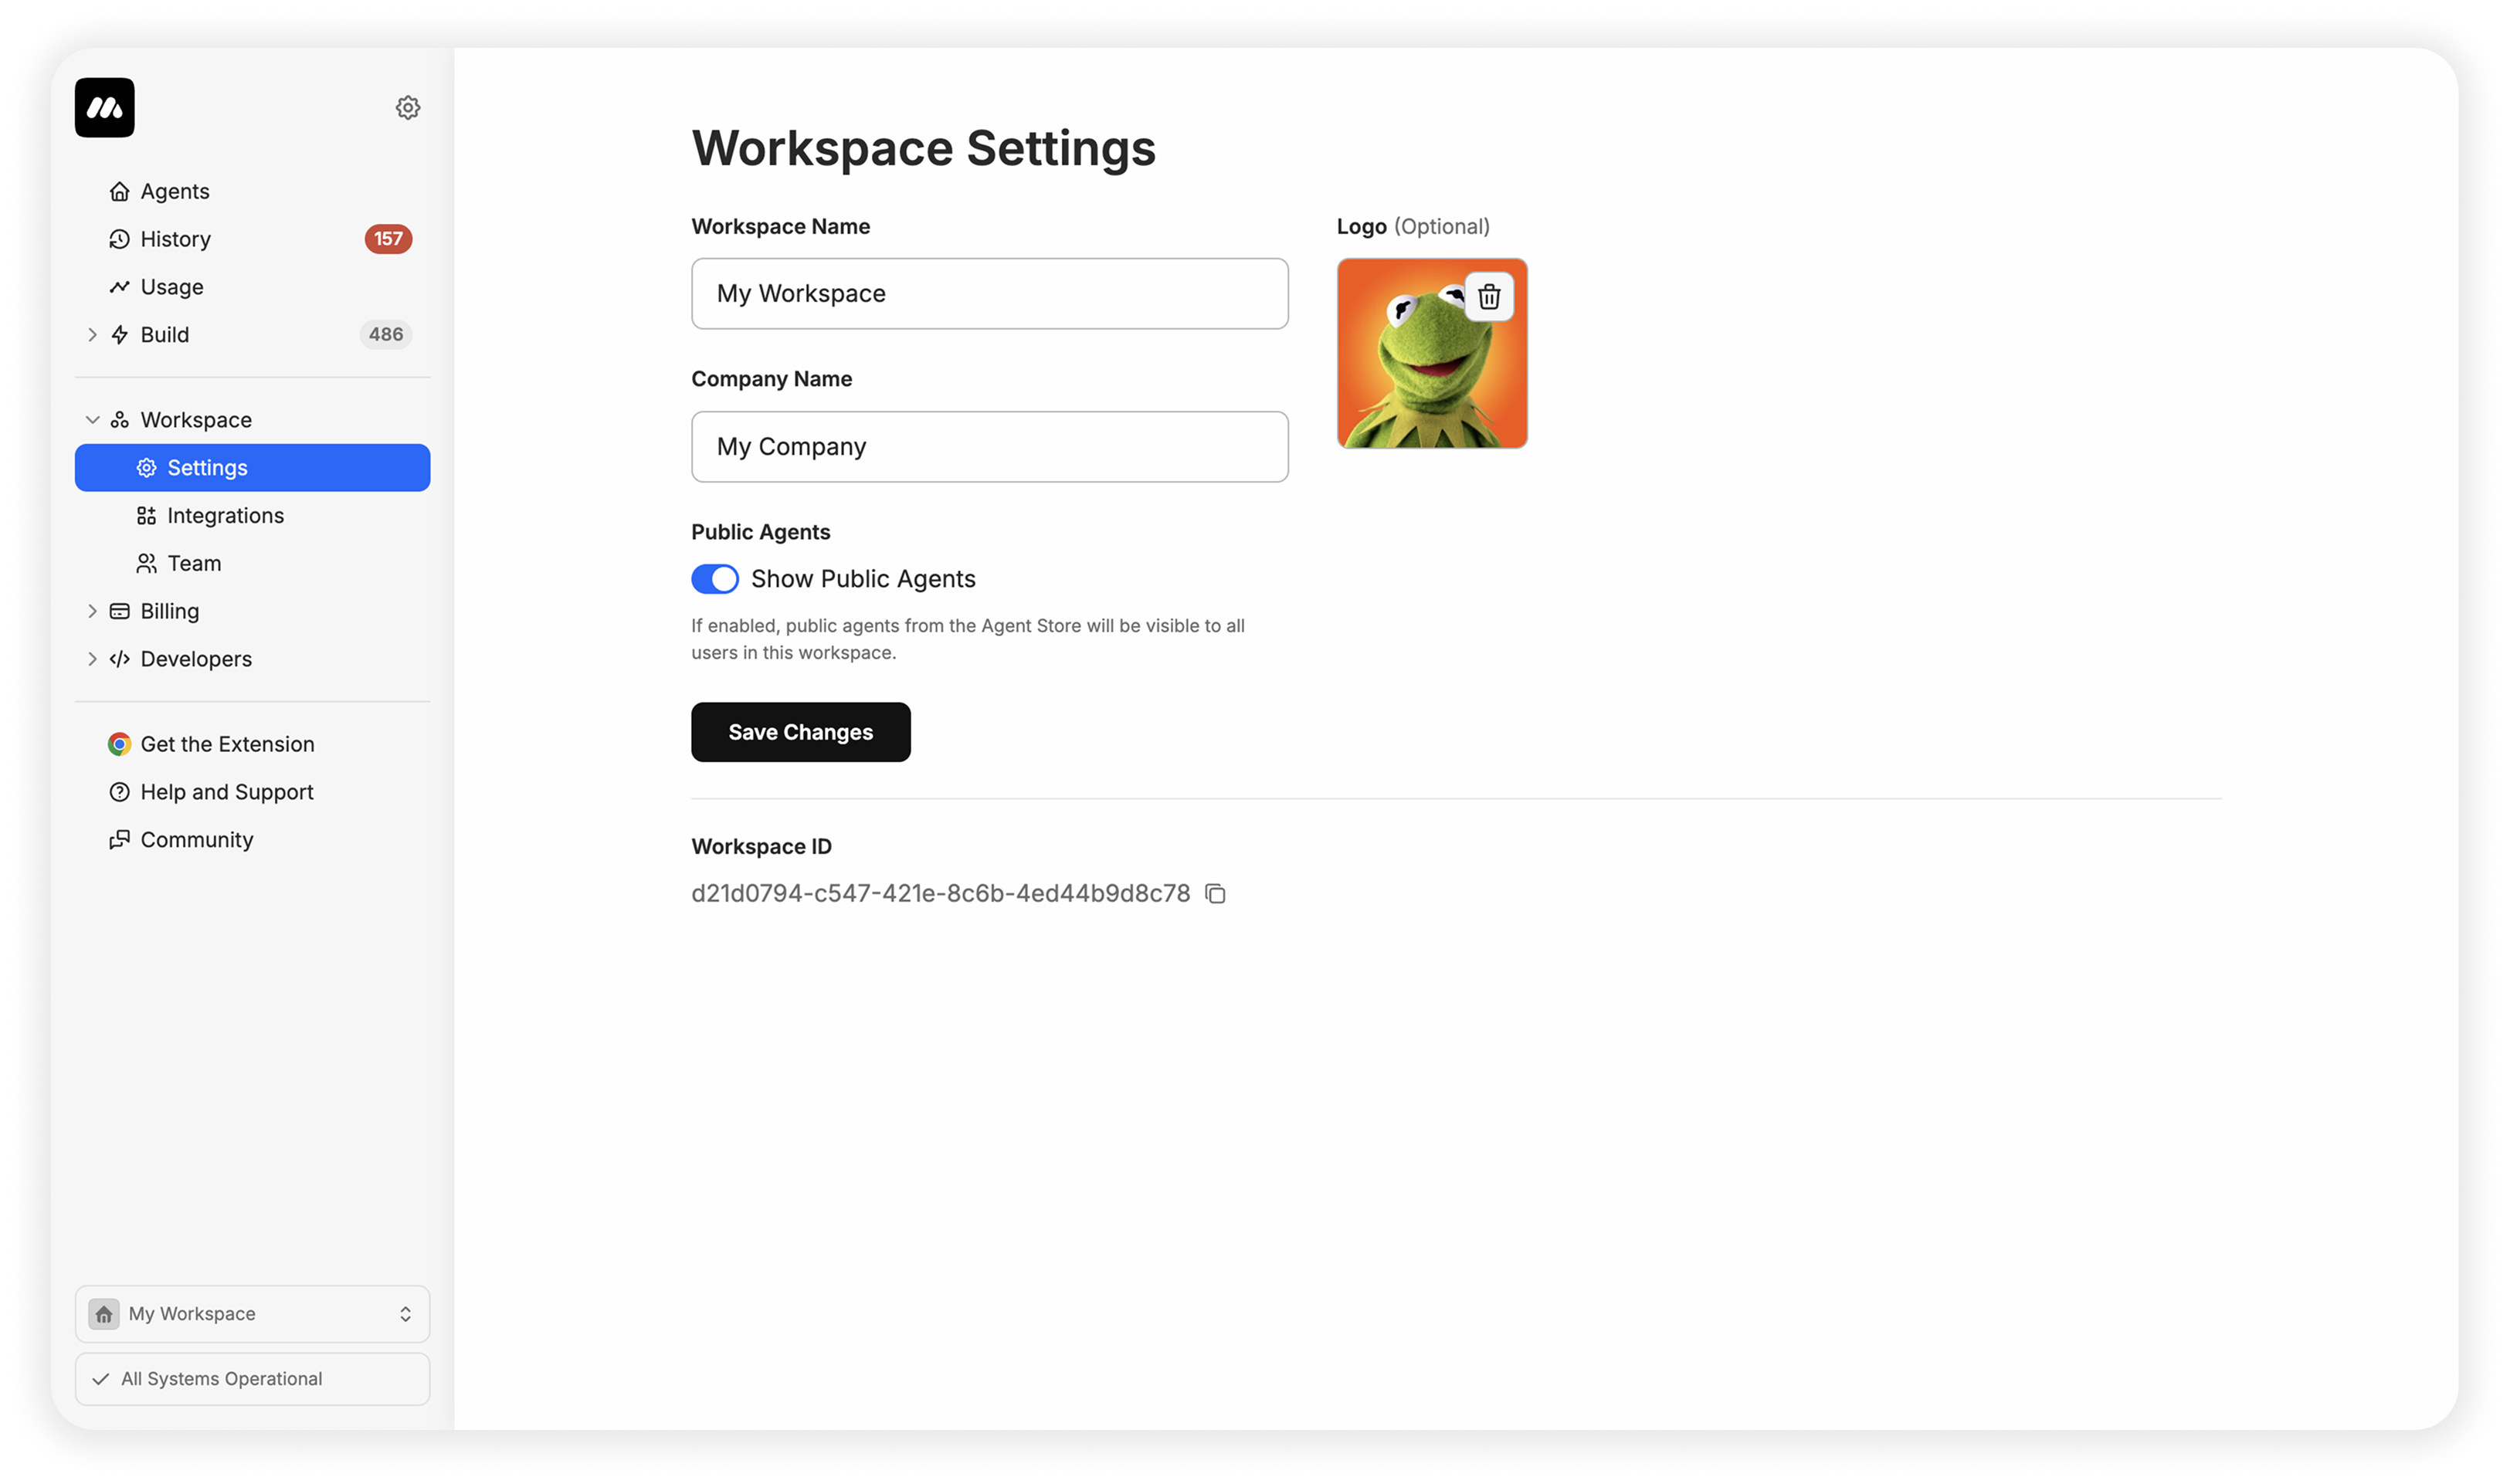 Agents
History
157
Usage
Build
486
Workspace
Settings
Integrations
Team
Billing
Developers
Get the Extension
Help and Support
Community
My Workspace
All Systems Operational
Workspace Settings
Workspace Name
My Workspace
Company Name
My Company
Logo (Optional)
Public Agents
Show Public Agents
If enabled, public agents from the Agent Store will be visible to all
users in this workspace.
Save Changes
Workspace ID
d21d0794-c547-421e-8c6b-4ed44b9d8c78